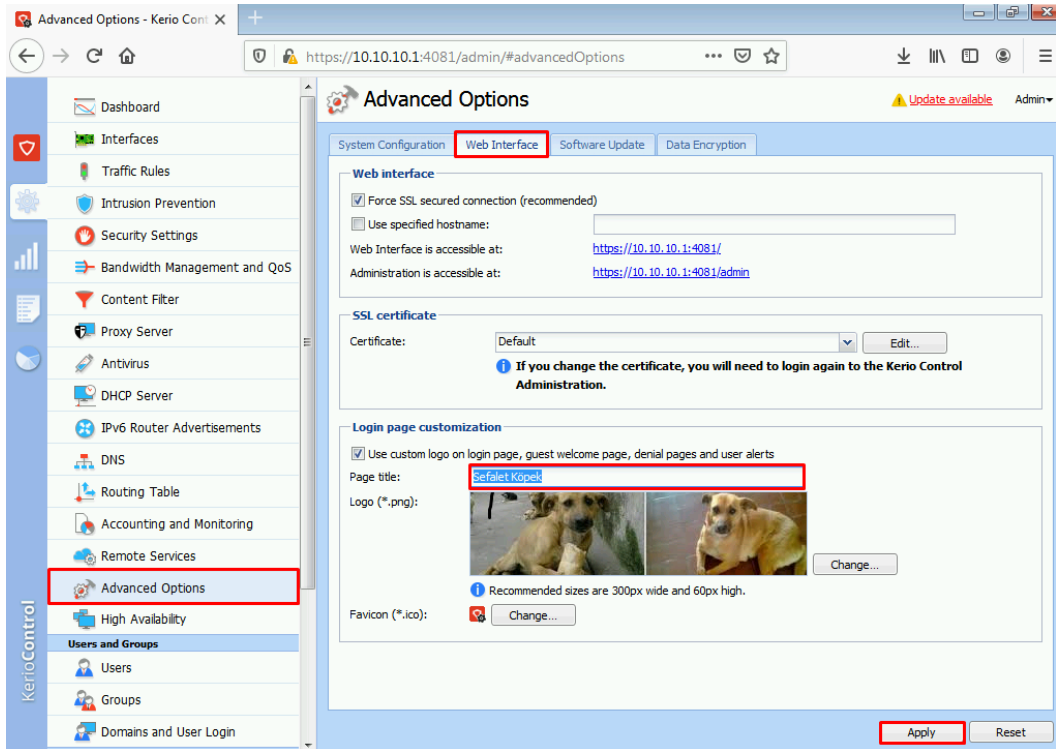 Advanced Options - Kerio Cont
https://10.10.10.1:4081/admin/#advancedOptions
Dashboard
Interfaces
Traffic Rules
Intrusion Prevention
Security Settings
Bandwidth Management and QoS
Content Filter
Proxy Server
Antivirus
DHCP Server
IPv6 Router Advertisements
DNS
Routing Table
Accounting and Monitoring
Remote Services
Advanced Options
High Availability
Users and Groups
Users
Groups
Domains and User Login
KerioControl
Advanced Options
Update available
Admin
System Configuration Web Interface Software Update Data Encryption
Web interface
Force SSL secured connection (recommended)
Use specified hostname:
Web Interface is accessible at: https://10.10.10.1:4081/
Administration is accessible at: https://10.10.10.1:4081/admin
SSL certificate
Certificate: Default Edit...
If you change the certificate, you will need to login again to the Kerio Control
Administration.
Login page customization
Use custom logo on login page, guest welcome page, denial pages and user alerts
Page title: Sefalet Köpek
Logo (*.png):
Change...
Recommended sizes are 300px wide and 60px high.
Favicon (*.ico): Change...
Apply Reset